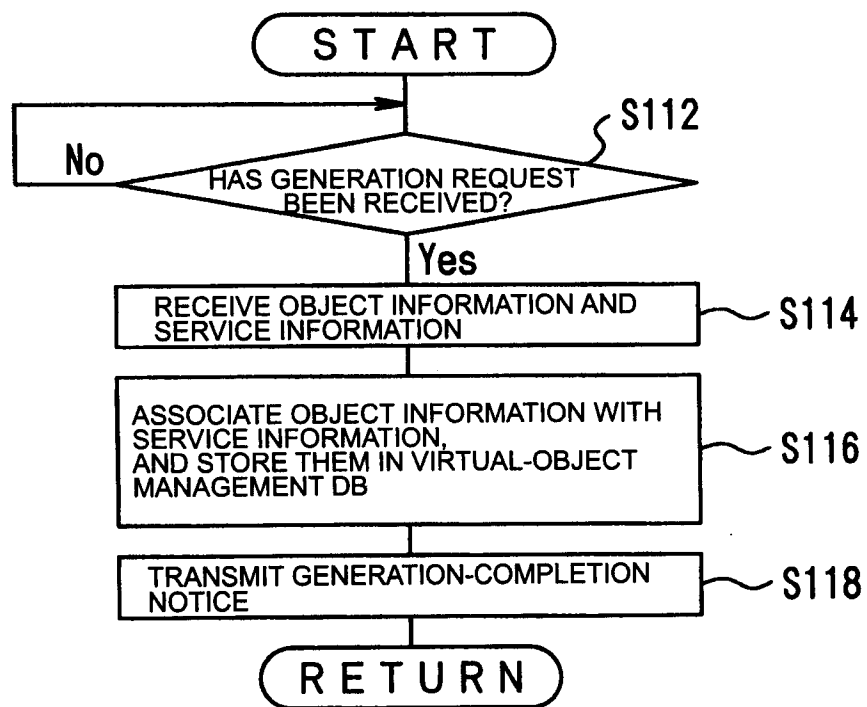 START
S112
No
HAS GENERATION REQUEST
BEEN RECEIVED?
Yes
RECEIVE OBJECT INFORMATION AND
SERVICE INFORMATION
S114
ASSOCIATE OBJECT INFORMATION WITH
SERVICE INFORMATION,
AND STORE THEM IN VIRTUAL-OBJECT
MANAGEMENT DB
S116
TRANSMIT GENERATION-COMPLETION
NOTICE
S118
RETURN